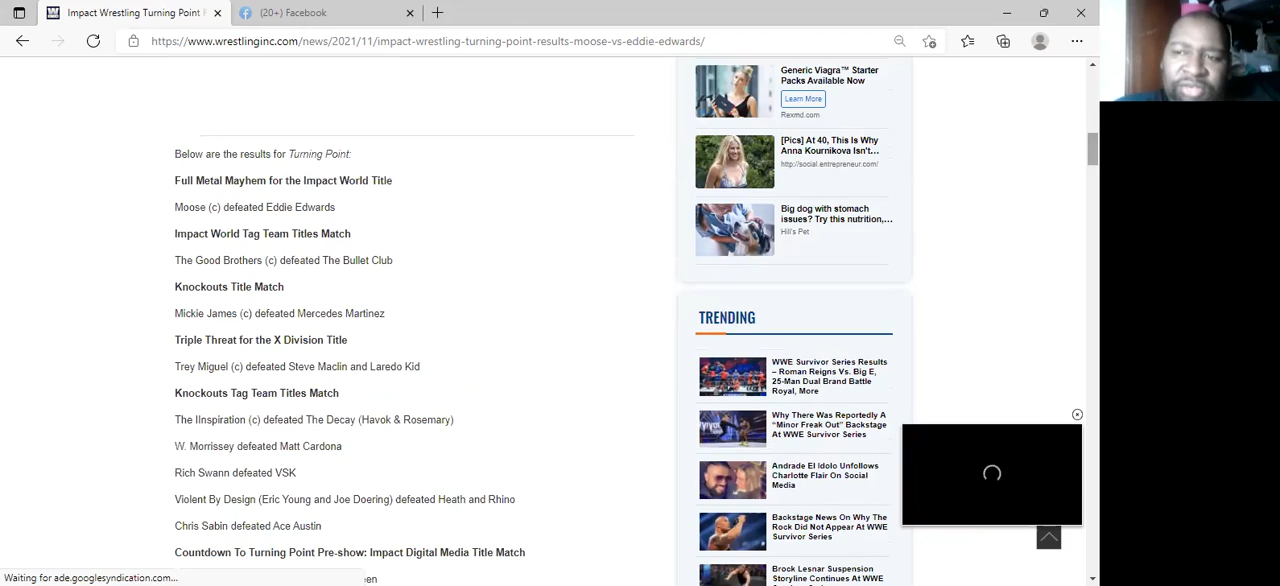 Impact Wrestling Turning Point
(20+) Facebook
https://www.wrestlinginc.com/news/2021/11/impact-wrestling-turning-point-results-moose-vs-eddie-edwards/
Below are the results for Turning Point:
Full Metal Mayhem for the Impact World Title
Moose (c) defeated Eddie Edwards
Impact World Tag Team Titles Match
The Good Brothers (c) defeated The Bullet Club
Knockouts Title Match
Mickie James (c) defeated Mercedes Martinez
Triple Threat for the X Division Title
Trey Miguel (c) defeated Steve Maclin and Laredo Kid
Knockouts Tag Team Titles Match
The IInspiration (c) defeated The Decay (Havok & Rosemary)
W. Morrissey defeated Matt Cardona
Rich Swann defeated VSK
Violent By Design (Eric Young and Joe Doering) defeated Heath and Rhino
Chris Sabin defeated Ace Austin
Countdown To Turning Point Pre-show: Impact Digital Media Title Match
een
Waiting for ade.googlesyndication.com...
Generic Viagra™ Starter
Packs Available Now
Learn More
Rexmd.com
[Pics] At 40, This Is Why
Anna Kournikova Isn't...
http://social.entrepreneur.com/
Big dog with stomach
issues? Try this nutrition,...
Hill's Pet
TRENDING
WWE Survivor Series Results
– Roman Reigns Vs. Big E,
25-Man Dual Brand Battle
Royal, More
Why There Was Reportedly A
“Minor Freak Out” Backstage
At WWE Survivor Series
Andrade El Idolo Unfollows
Charlotte Flair On Social
Media
Backstage News On Why The
Rock Did Not Appear At WWE
Survivor Series
Brock Lesnar Suspension
Storyline Continues At WWE